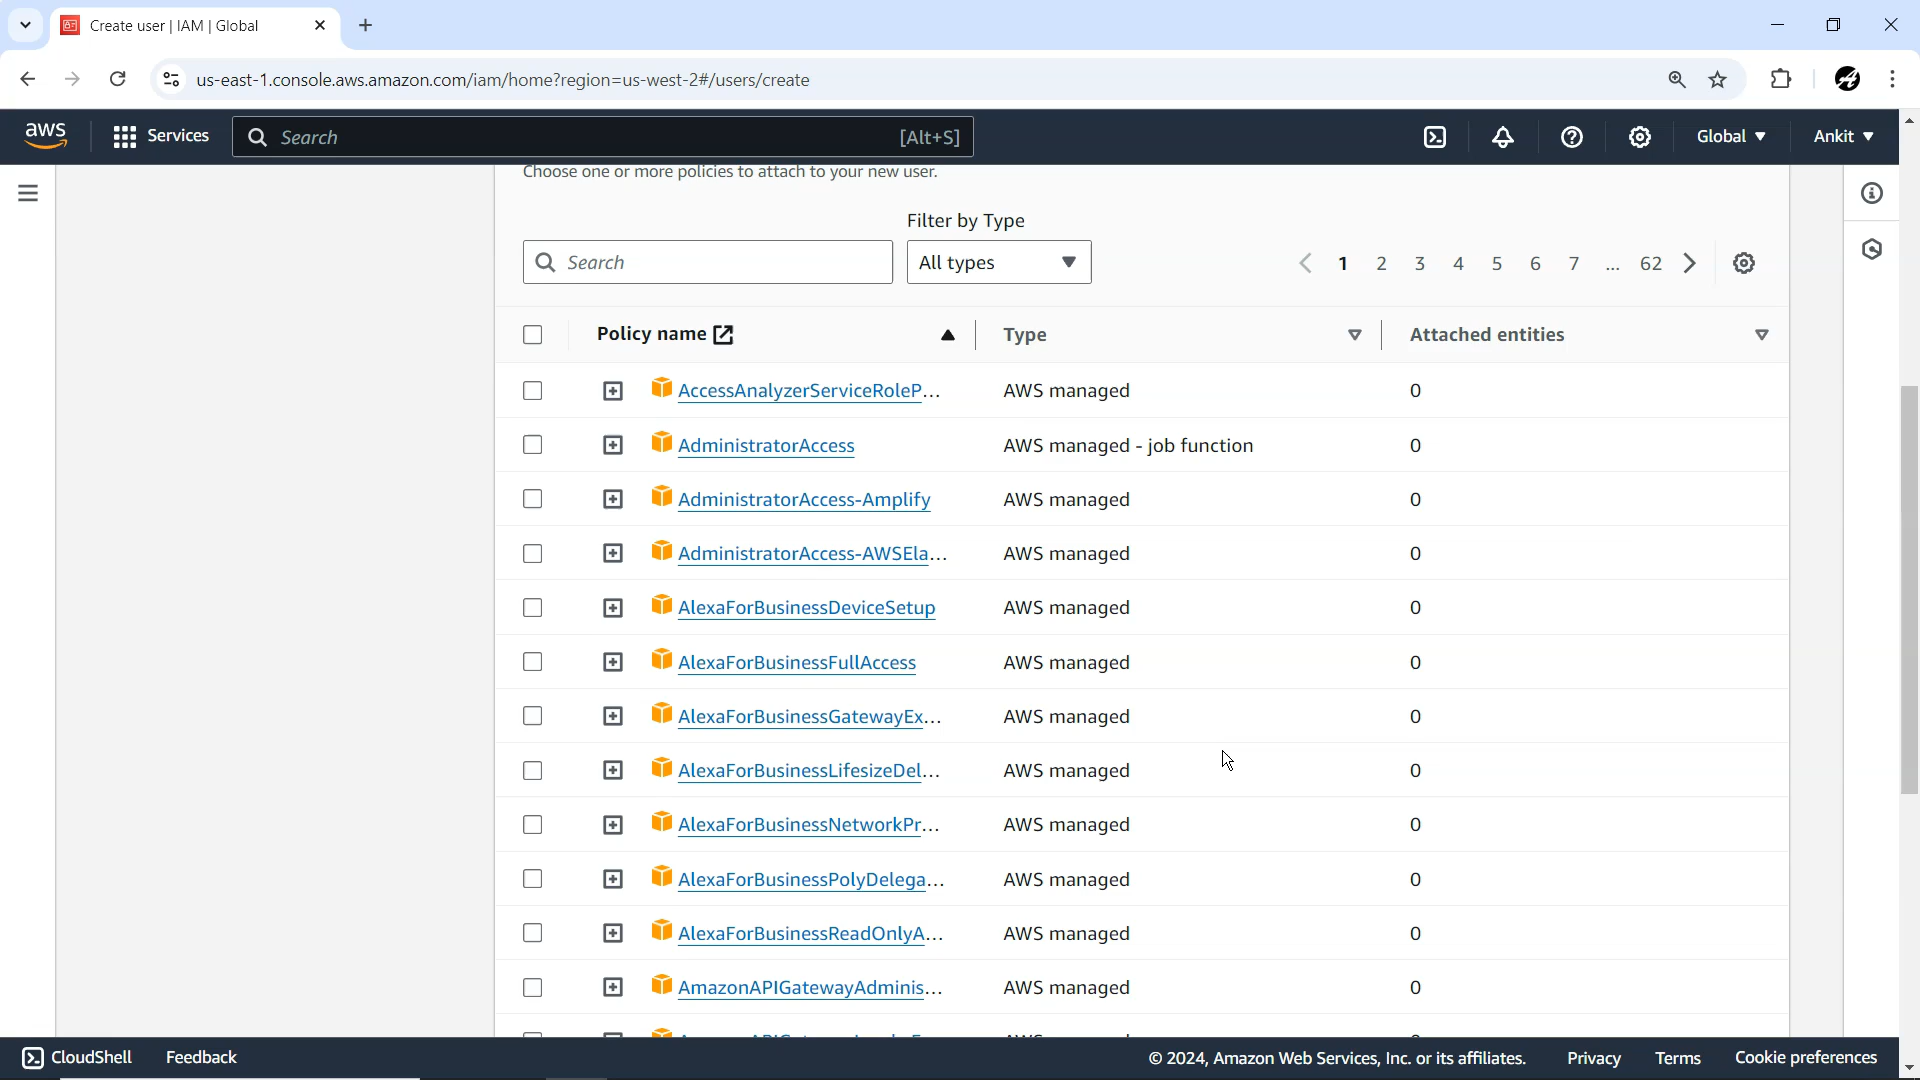 Create user | IAM | Global
us-east-1.console.aws.amazon.com/iam/home?region=us-west-2#/users/create
aws Services Search [Alt+S] Global Ankit
Choose one or more policies to attach to your new user.
Filter by Type
Search All types 1 2 3 4 5 6 7 ... 62
Policy name Type Attached entities
AccessAnalyzerServiceRoleP... AWS managed 0
AdministratorAccess AWS managed - job function 0
AdministratorAccess-Amplify AWS managed 0
AdministratorAccess-AWSEla... AWS managed 0
AlexaForBusinessDeviceSetup AWS managed 0
AlexaForBusinessFullAccess AWS managed 0
AlexaForBusinessGatewayEx... AWS managed 0
AlexaForBusinessLifesizeDel... AWS managed 0
AlexaForBusinessNetworkPr... AWS managed 0
AlexaForBusinessPolyDelega... AWS managed 0
AlexaForBusinessReadOnlyA... AWS managed 0
AmazonAPIGatewayAdminis... AWS managed 0
CloudShell Feedback © 2024, Amazon Web Services, Inc. or its affiliates. Privacy Terms Cookie preferences